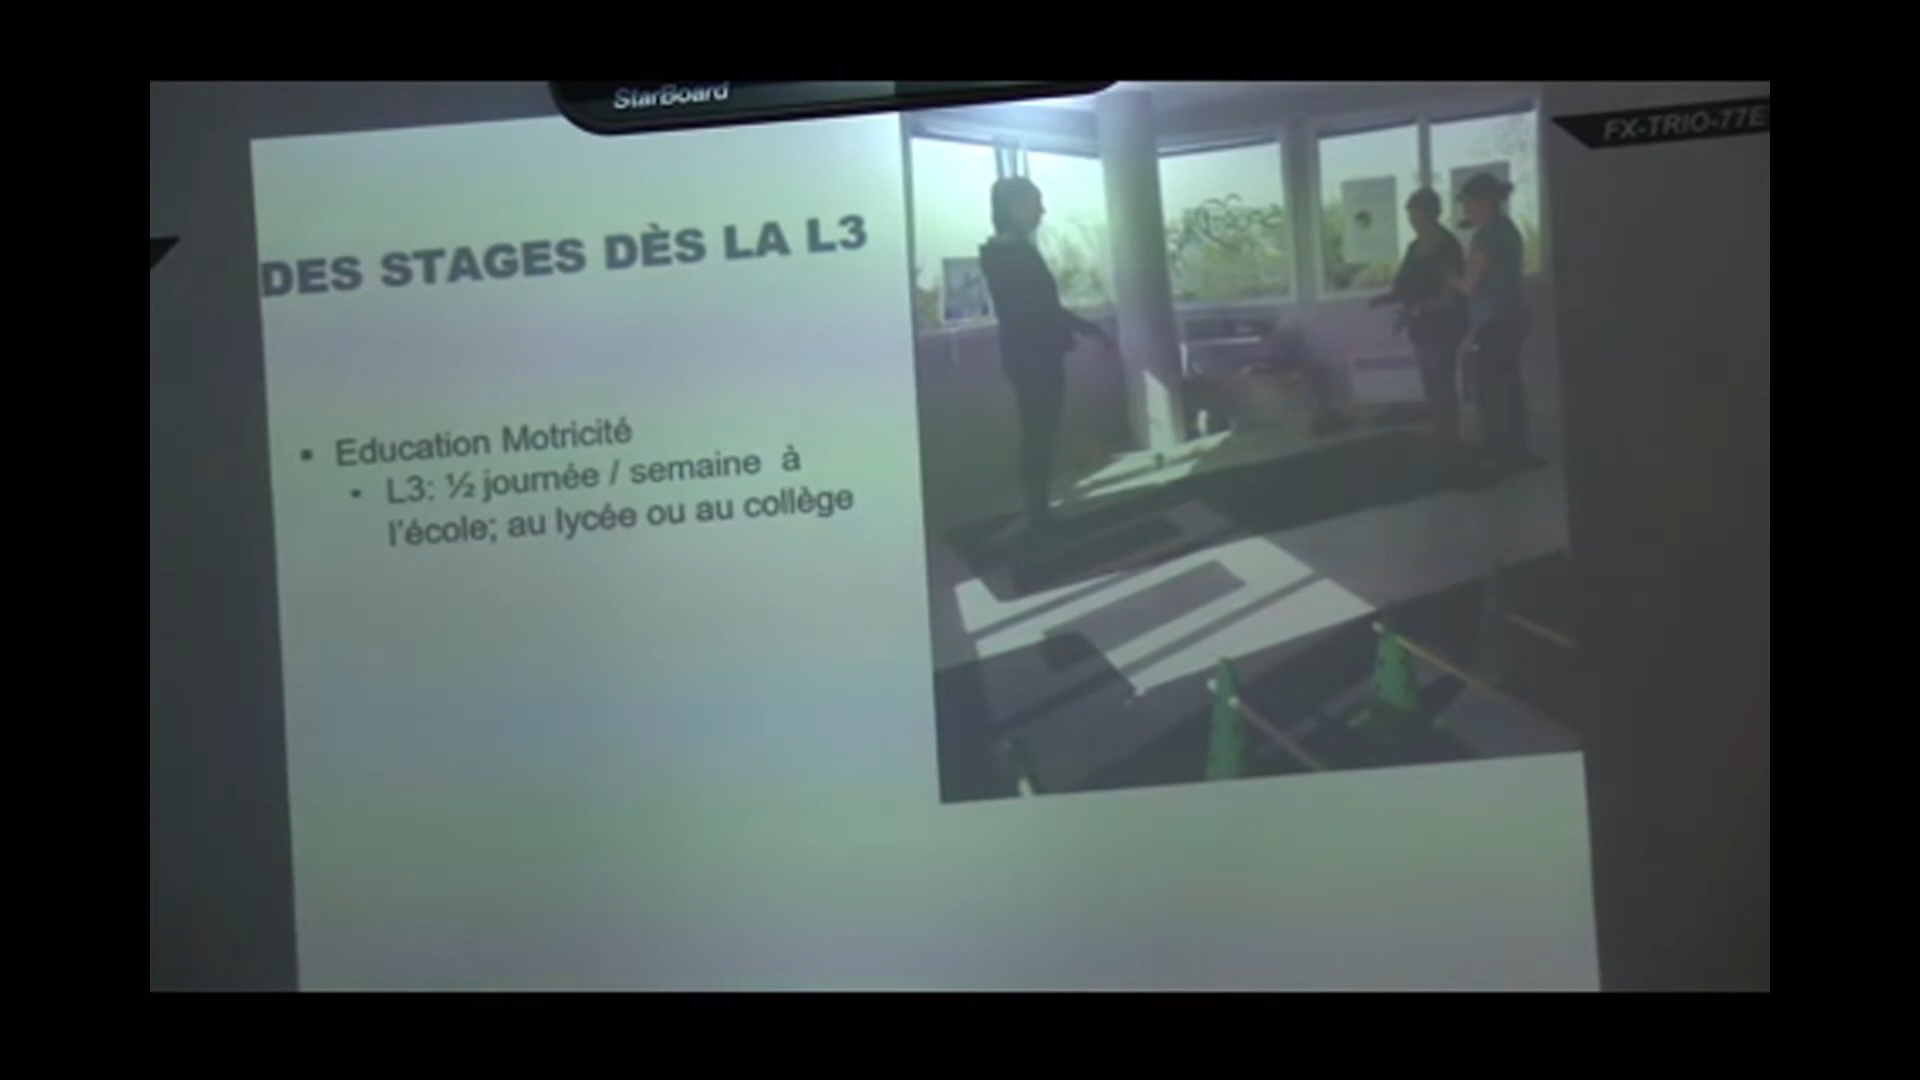 StarBoard
FX-TRIO-77E
DES STAGES DÈS LA L3
▪ Education Motricité
• L3: ½ journée / semaine à
l'école; au lycée ou au collège